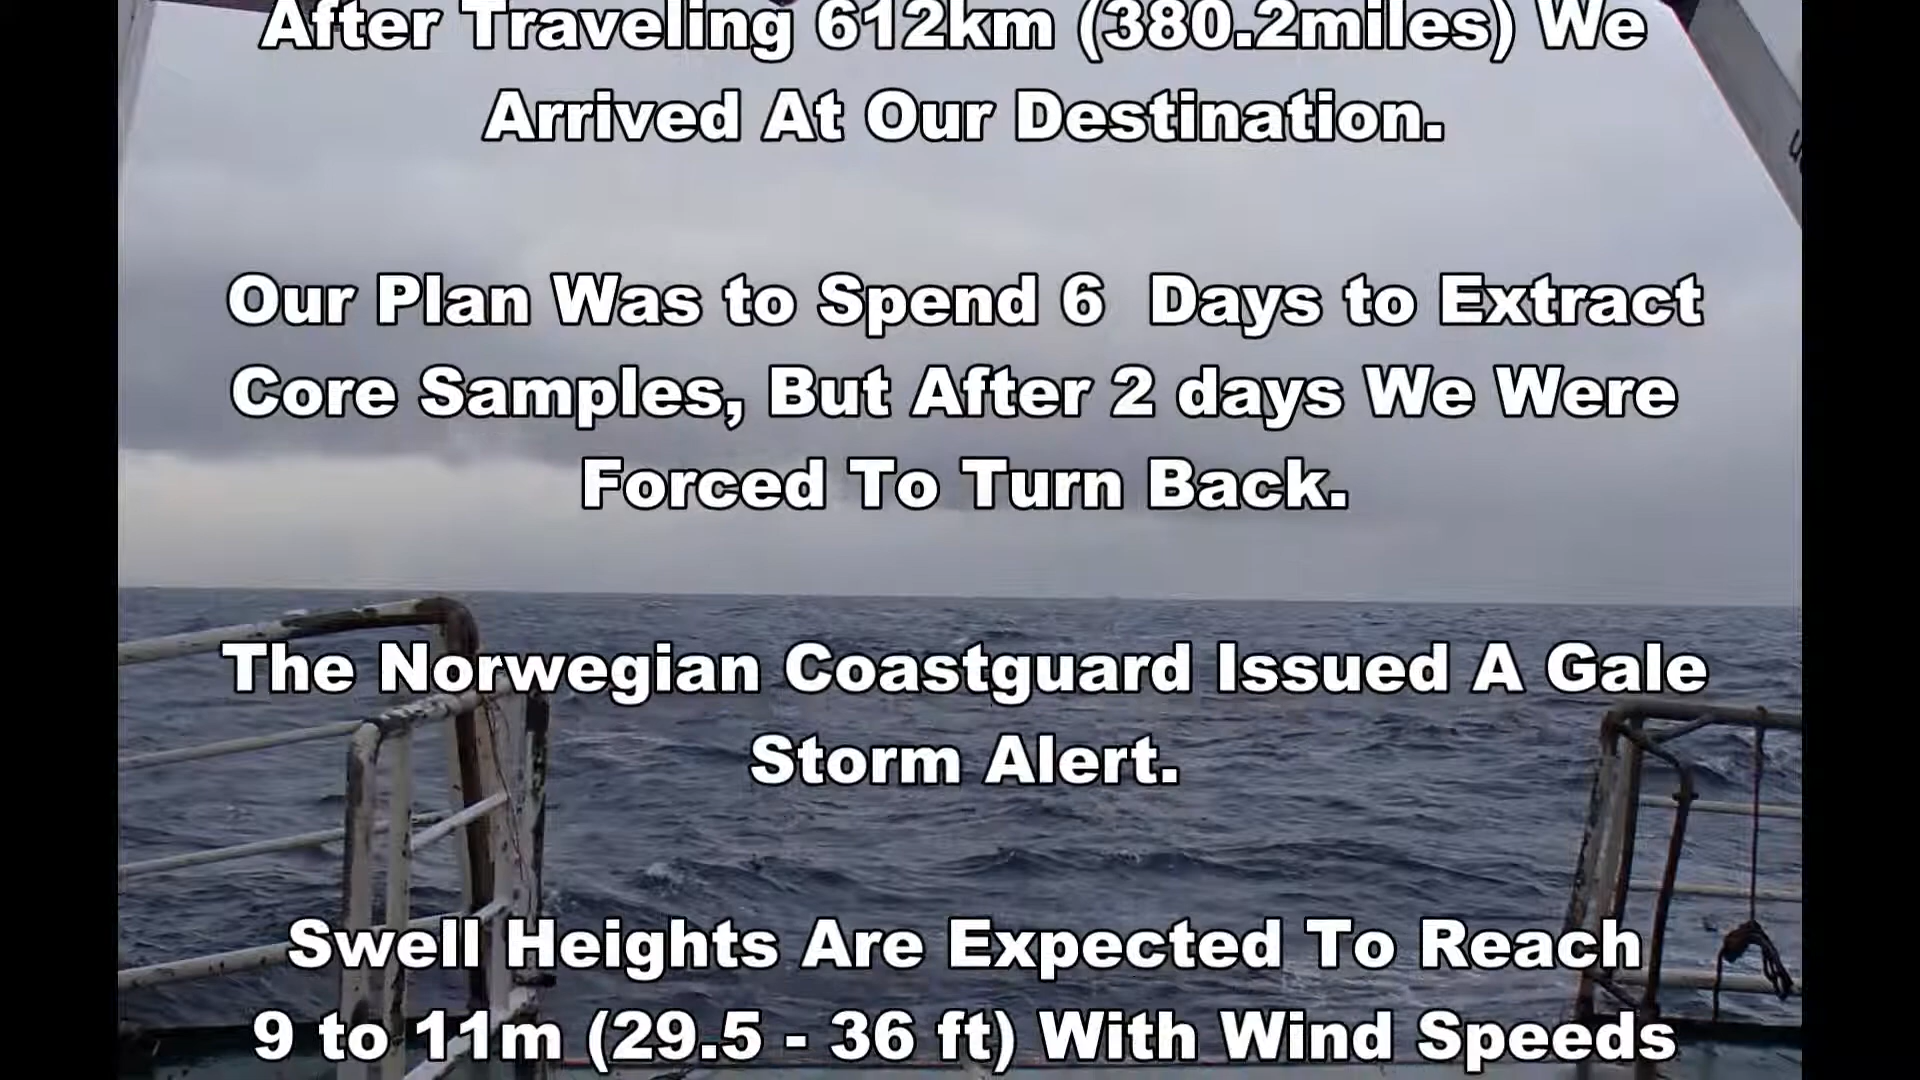 After Traveling 612km (380.2miles) We
Arrived At Our Destination.
Our Plan Was to Spend 6  Days to Extract
Core Samples, But After 2 days We Were
Forced To Turn Back.
The Norwegian Coastguard Issued A Gale
Storm Alert.
Swell Heights Are Expected To Reach
9 to 11m (29.5 - 36 ft) With Wind Speeds